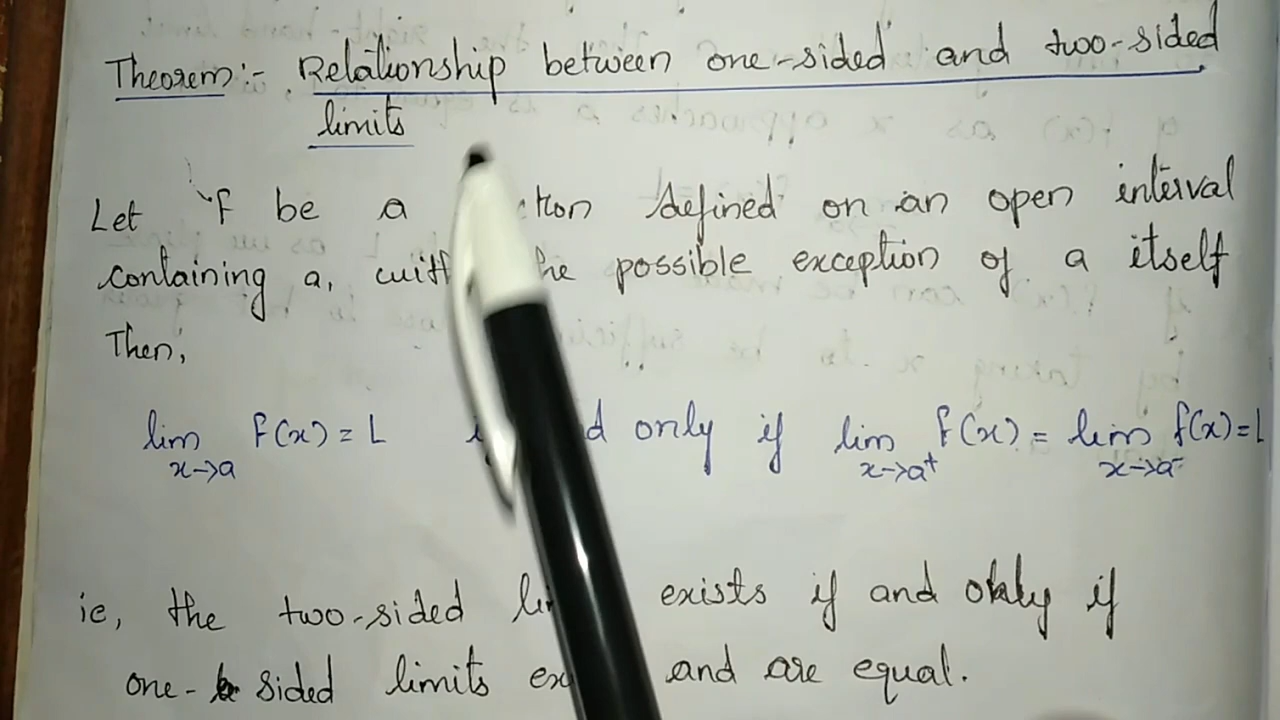 Theorem:- Relationship between one-sided and two-sided
limits
Let f be a defined on an open interval
containing a, possible exception of a itself
Then,
lim x→a f(x) = L only if lim x→a⁺ f(x) = lim x→a⁻ f(x) = L
ie, the two-sided exists if and only if
one-sided limits and are equal.